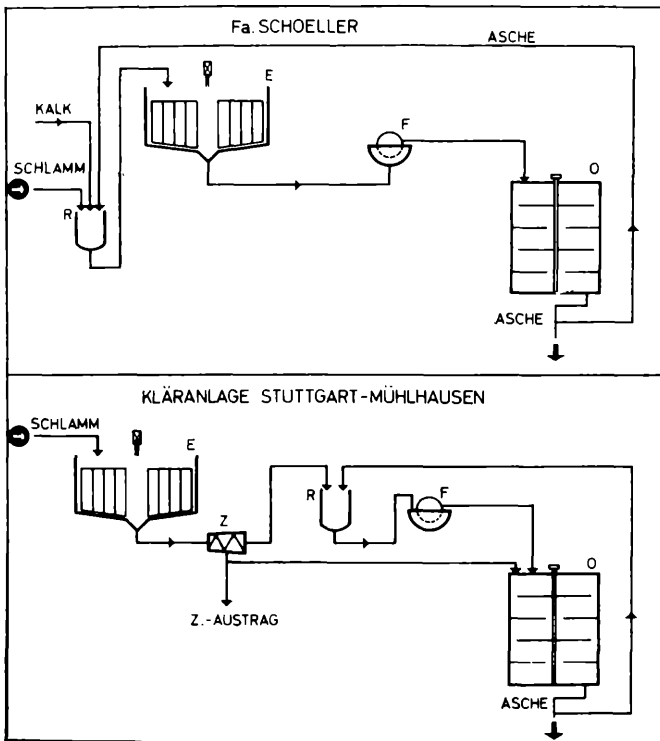 Fa. SCHOELLER
ASCHE
E
KALK
F
SCHLAMM
R
O
ASCHE
KLÄRANLAGE STUTTGART-MÜHLHAUSEN
SCHLAMM
E
R
F
Z
O
Z.-AUSTRAG
ASCHE